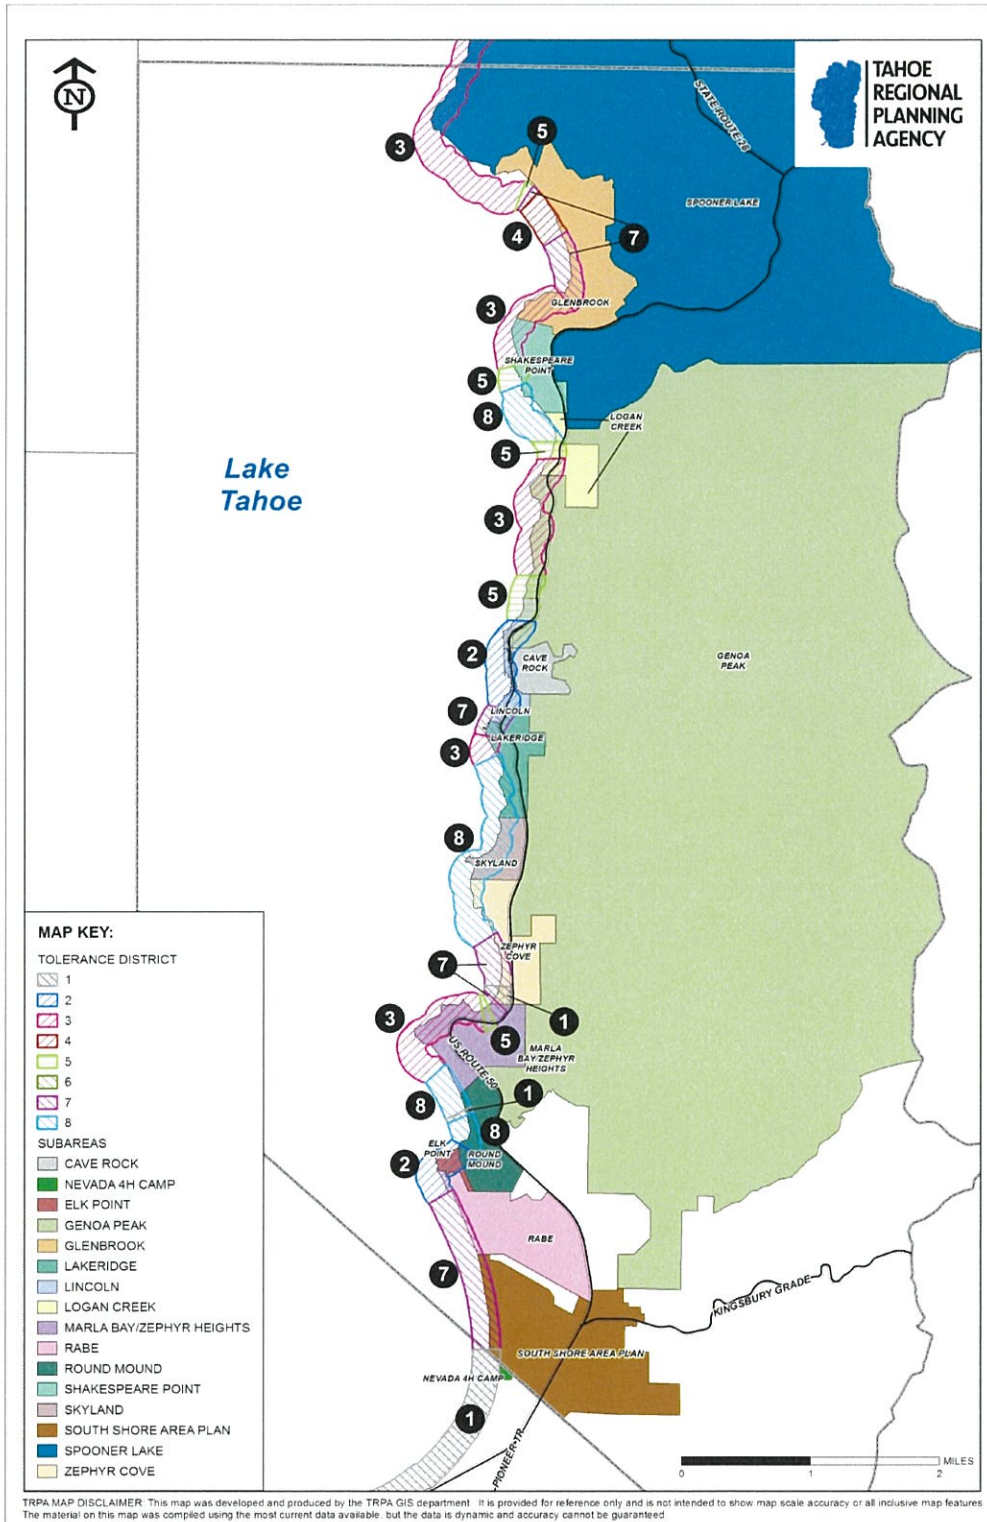 N
TAHOE
REGIONAL
PLANNING
AGENCY
STATE ROUTE 28
5
3
SPOONER LAKE
4
7
GLENBROOK
3
SHAKESPEARE
POINT
5
8
LOGAN
CREEK
5
Lake
Tahoe
3
5
2
CAVE
ROCK
GENOA
PEAK
7
LINCOLN
LAKERIDGE
3
8
SKYLAND
ZEPHYR
COVE
7
3
1
5
MARLA
BAY/ZEPHYR
HEIGHTS
US ROUTE 50
1
8
8
ELK
POINT
ROUND
MOUND
2
RABE
7
KINGSBURY GRADE
SOUTH SHORE AREA PLAN
NEVADA 4H CAMP
1
PIONEER TR
MAP KEY:
TOLERANCE DISTRICT
1
2
3
4
5
6
7
8
SUBAREAS
CAVE ROCK
NEVADA 4H CAMP
ELK POINT
GENOA PEAK
GLENBROOK
LAKERIDGE
LINCOLN
LOGAN CREEK
MARLA BAY/ZEPHYR HEIGHTS
RABE
ROUND MOUND
SHAKESPEARE POINT
SKYLAND
SOUTH SHORE AREA PLAN
SPOONER LAKE
ZEPHYR COVE
MILES
0 1 2
TRPA MAP DISCLAIMER: This map was developed and produced by the TRPA GIS department. It is provided for reference only and is not intended to show map scale accuracy or all inclusive map features
The material on this map was compiled using the most current data available, but the data is dynamic and accuracy cannot be guaranteed.